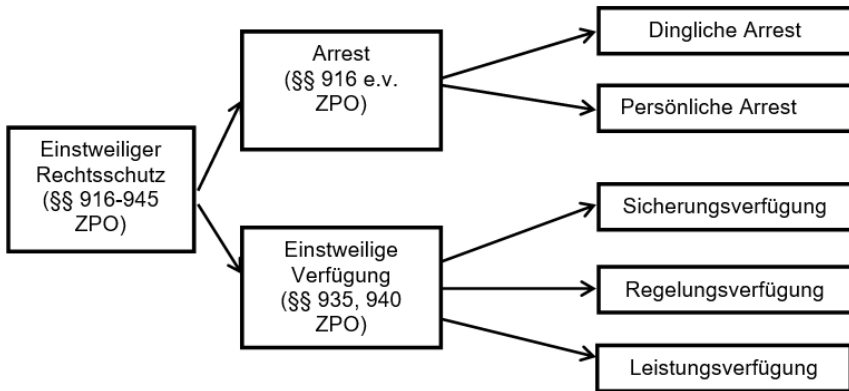 Einstweiliger
Rechtsschutz
(§§ 916-945
ZPO)
Arrest
(§§ 916 e.v.
ZPO)
Dingliche Arrest
Persönliche Arrest
Einstweilige
Verfügung
(§§ 935, 940
ZPO)
Sicherungsverfügung
Regelungsverfügung
Leistungsverfügung